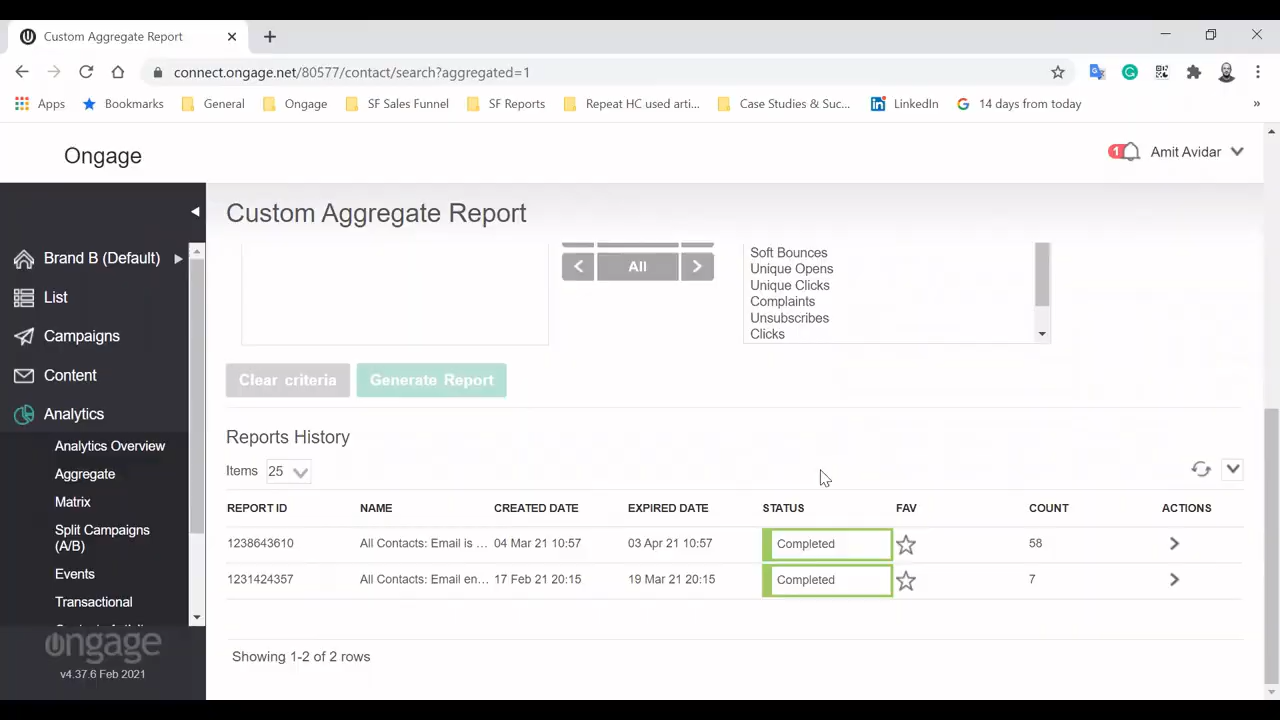 Custom Aggregate Report
connect.ongage.net/80577/contact/search?aggregated=1
Apps
Bookmarks
General
Ongage
SF Sales Funnel
SF Reports
Repeat HC used arti...
Case Studies & Suc...
LinkedIn
14 days from today
»
Ongage
1
Amit Avidar
Custom Aggregate Report
Brand B (Default)
List
Campaigns
Content
Analytics
Analytics Overview
Aggregate
Matrix
Split Campaigns
(A/B)
Events
Transactional
ongage
v4.37.6 Feb 2021
All
Soft Bounces
Unique Opens
Unique Clicks
Complaints
Unsubscribes
Clicks
Clear criteria
Generate Report
Reports History
Items 25
REPORT ID NAME CREATED DATE EXPIRED DATE STATUS FAV COUNT ACTIONS
1238643610 All Contacts: Email is ... 04 Mar 21 10:57 03 Apr 21 10:57 Completed 58
1231424357 All Contacts: Email en... 17 Feb 21 20:15 19 Mar 21 20:15 Completed 7
Showing 1-2 of 2 rows